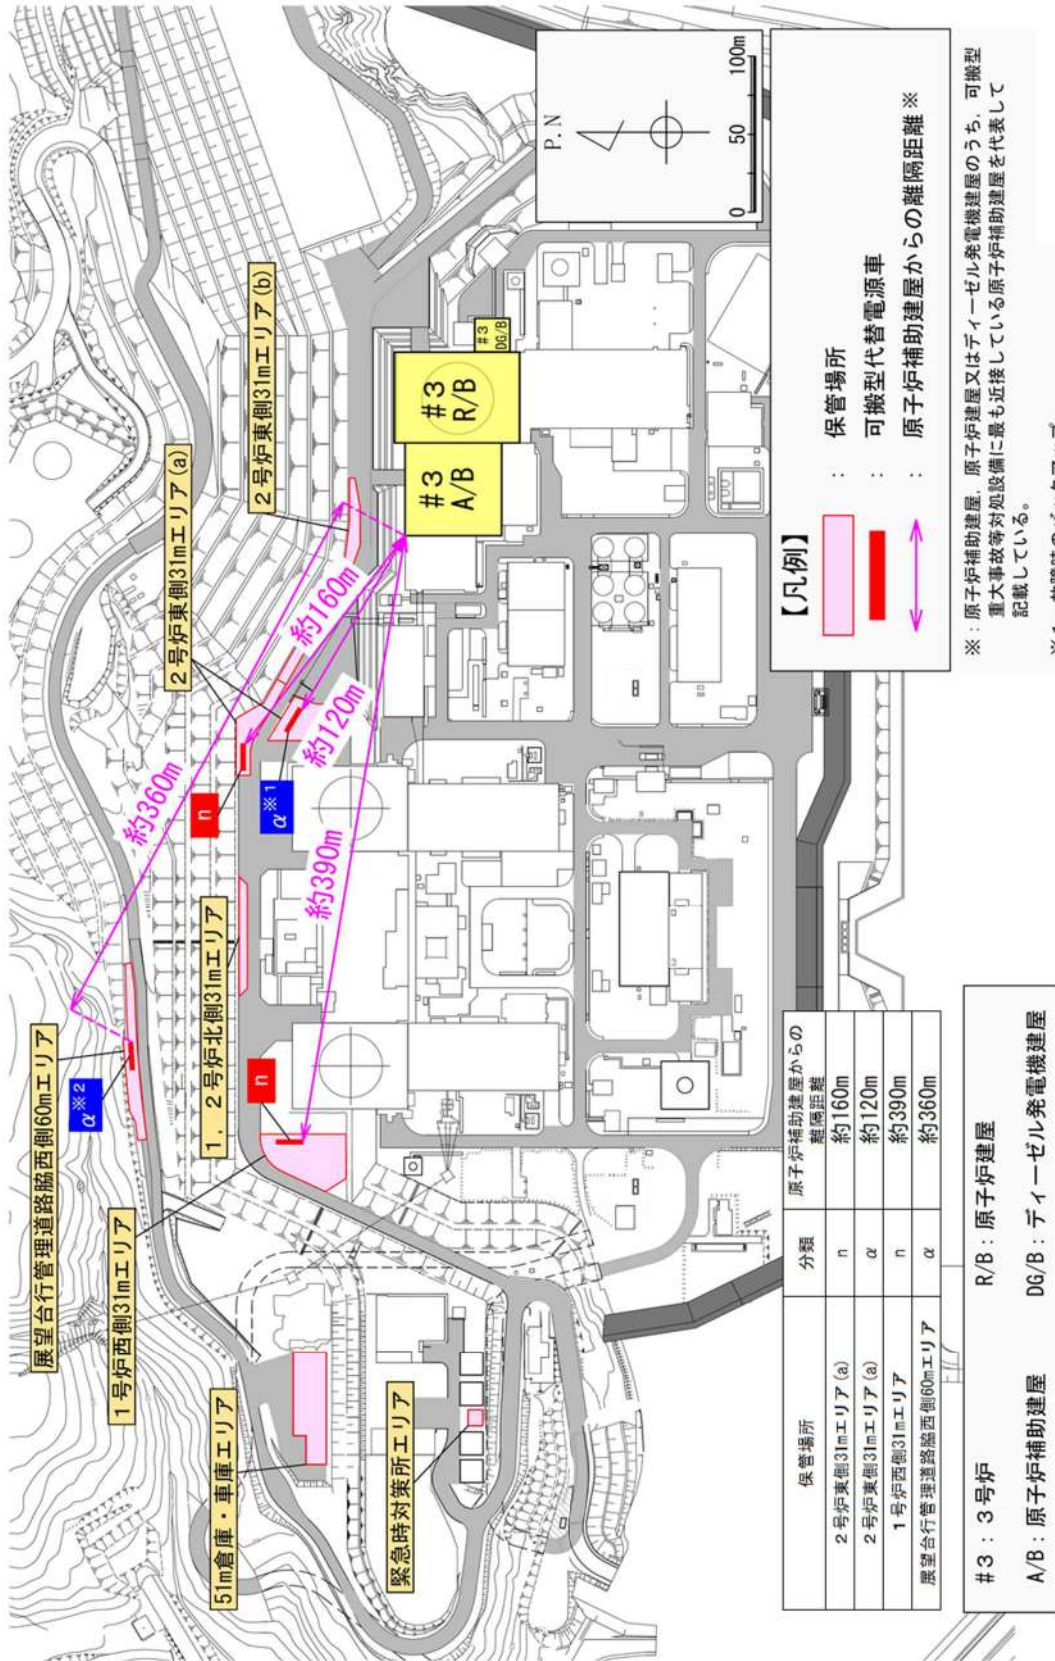 展望台行管理道路脇西側60mエリア
α※2
1号炉西側31mエリア
51m倉庫・車庫エリア
緊急時対策所エリア
1,2号炉北側31mエリア
2号炉東側31mエリア(a)
2号炉東側31mエリア(b)
n
α※1
n
約360m
約160m
約120m
約390m
#3
A/B
#3
R/B
#3
DG/B
P.N
0 50 100m
【凡例】
: 保管場所
: 可搬型代替電源車
: 原子炉補助建屋からの離隔距離※
※:原子炉補助建屋,原子炉建屋又はディーゼル発電機建屋のうち,可搬型
重大事故等対処設備に最も近接している原子炉補助建屋を代表して
記載している。
保管場所 分類 原子炉補助建屋からの
離隔距離
2号炉東側31mエリア(a) n 約160m
2号炉東側31mエリア(a) α 約120m
1号炉西側31mエリア n 約390m
展望台行管理道路脇西側60mエリア α 約360m
#3:3号炉 R/B:原子炉建屋
A/B:原子炉補助建屋 DG/B:ディーゼル発電機建屋